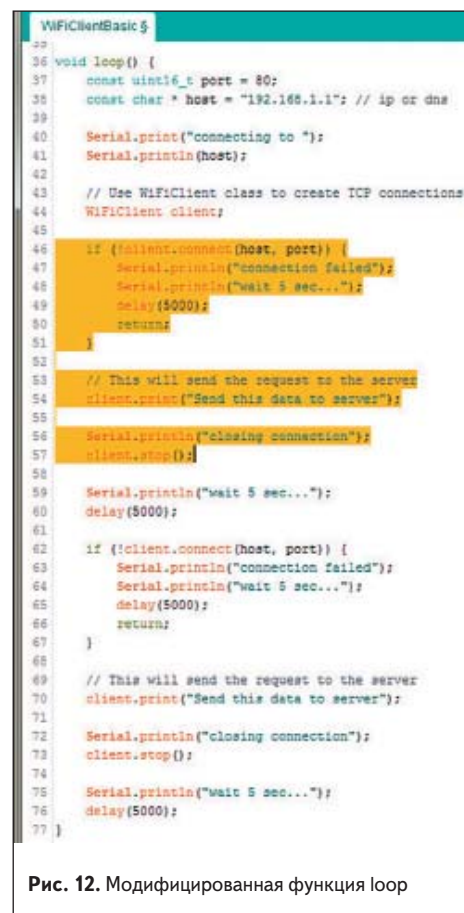 WiFiClientBasic §
35
36 void loop() {
37 const uint16_t port = 80;
38 const char * host = "192.168.1.1"; // ip or dns
39
40 Serial.print("connecting to ");
41 Serial.println(host);
42
43 // Use WiFiClient class to create TCP connections
44 WiFiClient client;
45
46 if (!client.connect(host, port)) {
47 Serial.println("connection failed");
48 Serial.println("wait 5 sec...");
49 delay(5000);
50 return;
51 }
52
53 // This will send the request to the server
54 client.print("Send this data to server");
55
56 Serial.println("closing connection");
57 client.stop();
58
59 Serial.println("wait 5 sec...");
60 delay(5000);
61
62 if (!client.connect(host, port)) {
63 Serial.println("connection failed");
64 Serial.println("wait 5 sec...");
65 delay(5000);
66 return;
67 }
68
69 // This will send the request to the server
70 client.print("Send this data to server");
71
72 Serial.println("closing connection");
73 client.stop();
74
75 Serial.println("wait 5 sec...");
76 delay(5000);
77 }
Рис. 12. Модифицированная функция loop